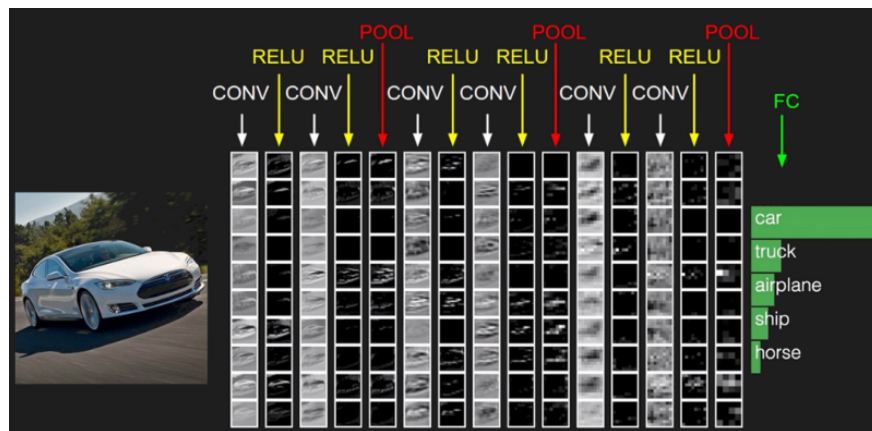 POOL POOL POOL
RELU RELU RELU RELU RELU RELU
CONV CONV CONV CONV CONV CONV
FC
car
truck
airplane
ship
horse